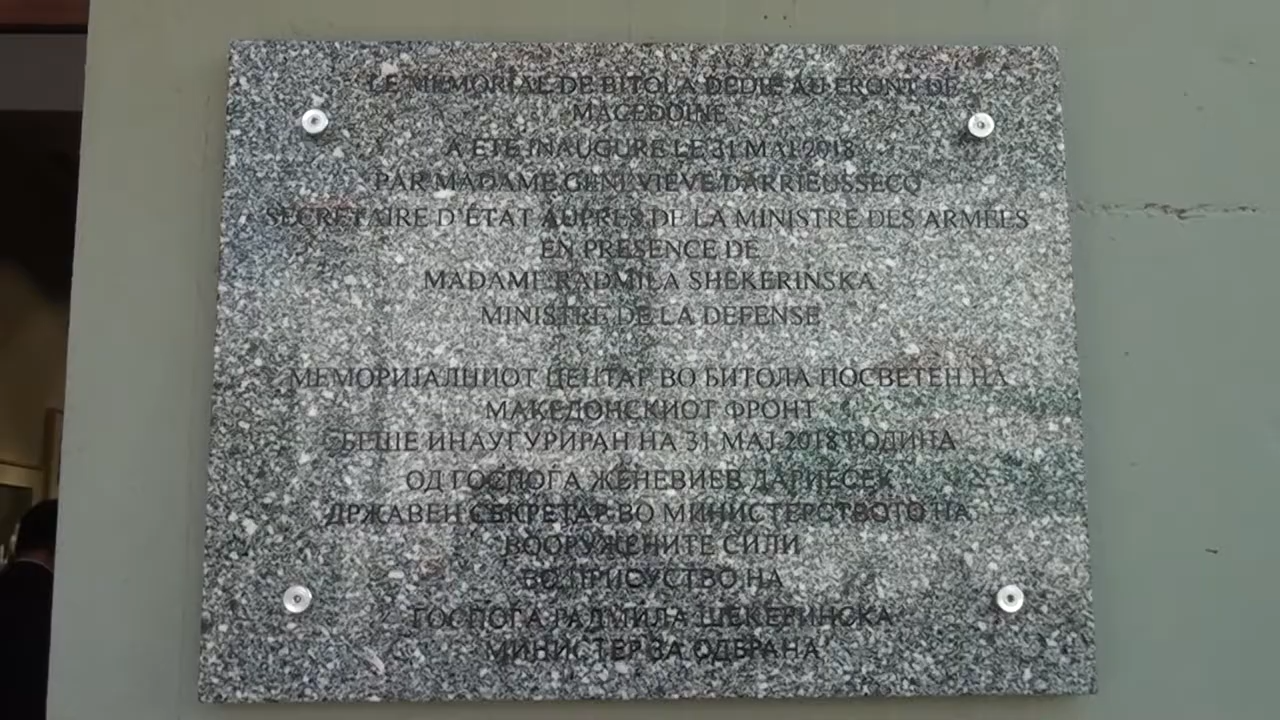 LE MEMORIAL DE BITOLA DEDIE AU FRONT DE
MACEDOINE
A ETE INAUGURE LE 31 MAI 2018
PAR MADAME GENEVIEVE DARRIEUSSECQ
SECRETAIRE D'ÉTAT AUPRES DE LA MINISTRE DES ARMEES
EN PRESENCE DE
MADAME RADMILA SHEKERINSKA
MINISTRE DE LA DEFENSE
МЕМОРИЈАЛНИОТ ЦЕНТАР ВО БИТОЛА ПОСВЕТЕН НА
МАКЕДОНСКИОТ ФРОНТ
БЕШЕ ИНАУГУРИРАН НА 31 МАЈ 2018 ГОДИНА
ОД ГОСПОЃА ЖЕНЕВИЕВ ДАРИЕСЕК
ДРЖАВЕН СЕКРЕТАР ВО МИНИСТЕРСТВОТО НА
ВООРУЖЕНИТЕ СИЛИ
ВО ПРИСУСТВО НА
ГОСПОЃА РАДМИЛА ШЕКЕРИНСКА
МИНИСТЕР ЗА ОДБРАНА